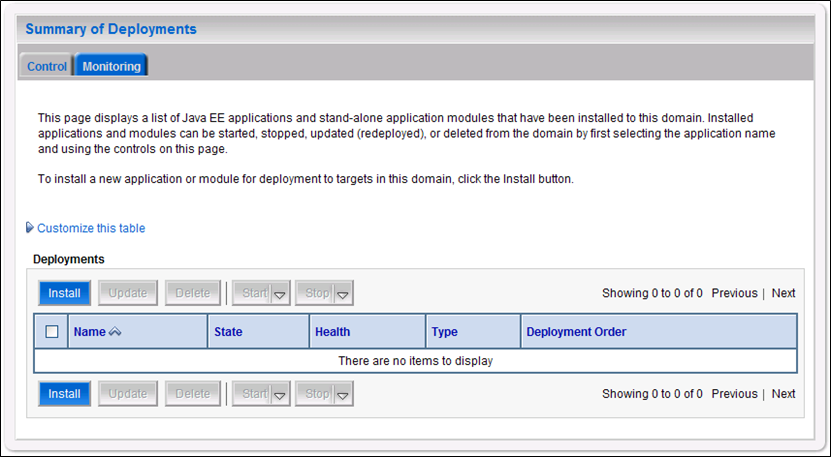 Summary of Deployments
Control Monitoring
This page displays a list of Java EE applications and stand-alone application modules that have been installed to this domain. Installed
applications and modules can be started, stopped, updated (redeployed), or deleted from the domain by first selecting the application name
and using the controls on this page.
To install a new application or module for deployment to targets in this domain, click the Install button.
Customize this table
Deployments
Install Update Delete Start Stop Showing 0 to 0 of 0 Previous | Next
Name State Health Type Deployment Order
There are no items to display
Install Update Delete Start Stop Showing 0 to 0 of 0 Previous | Next